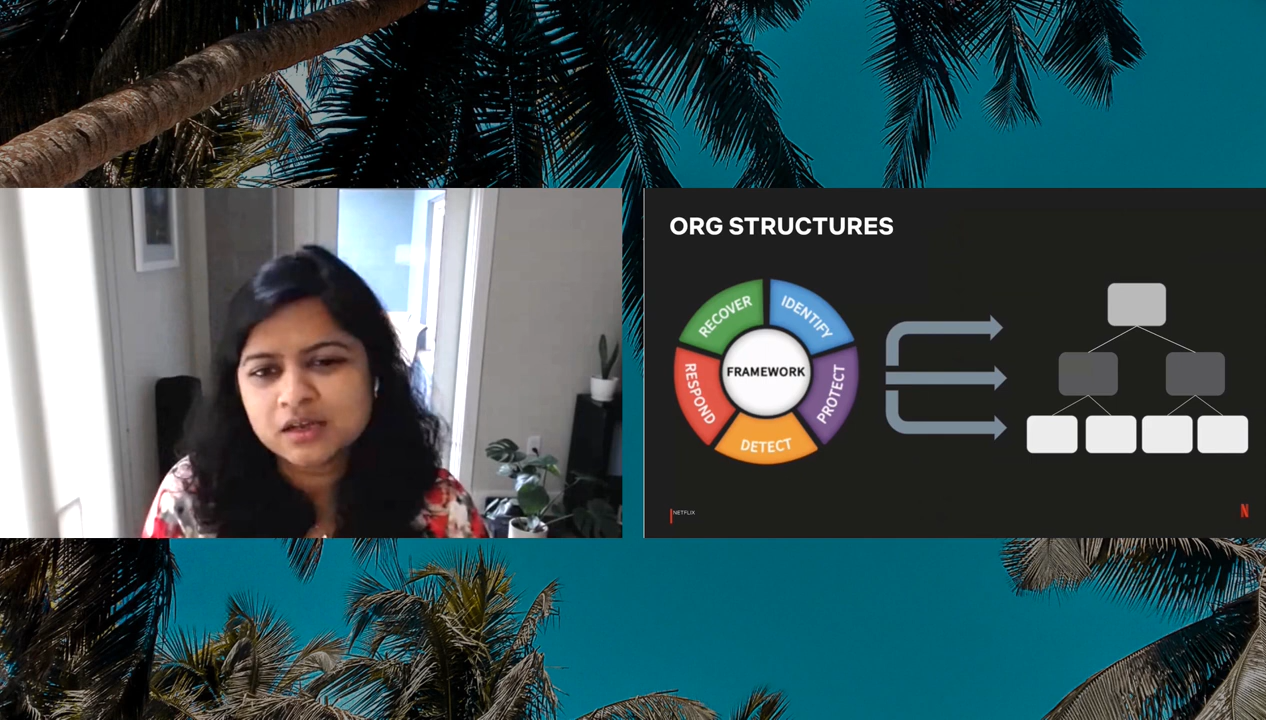 ORG STRUCTURES
RECOVER
IDENTIFY
FRAMEWORK
RESPOND
PROTECT
DETECT
NETFLIX
N